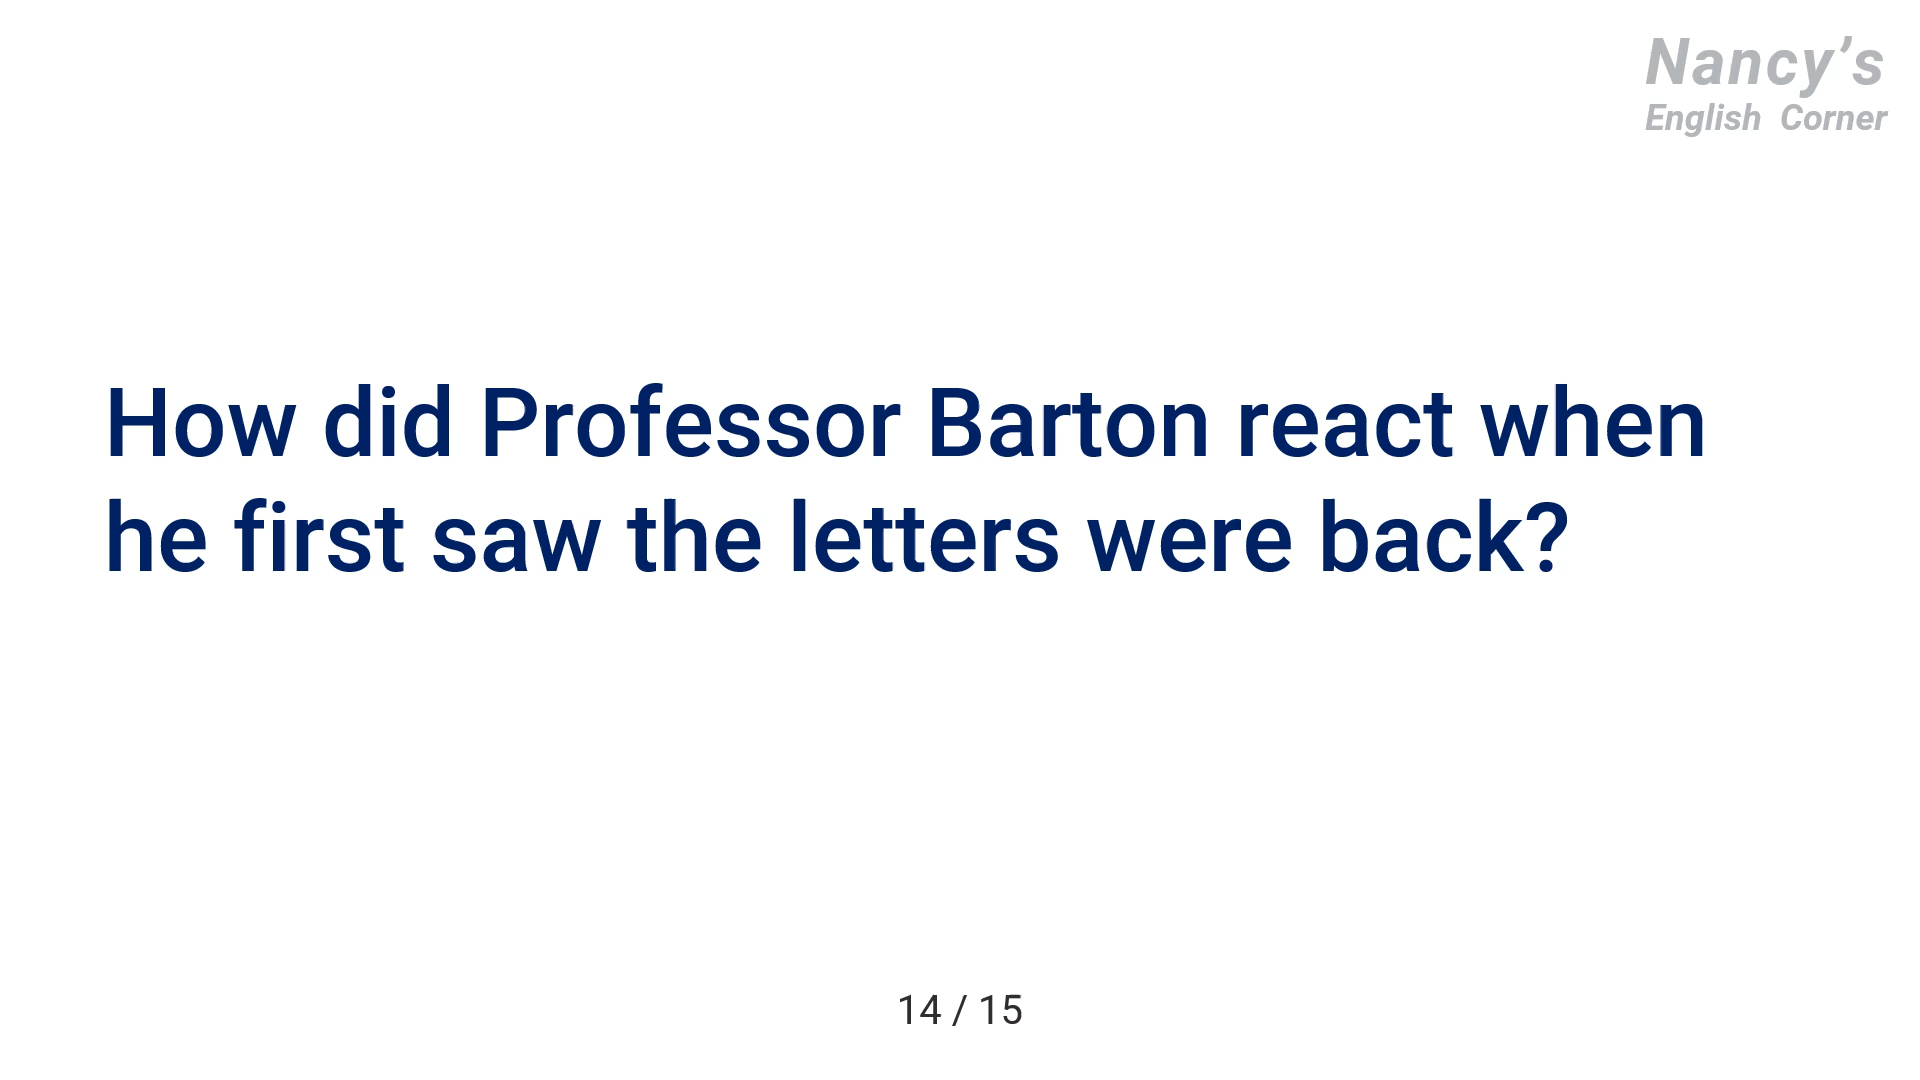 Nancy’s
English Corner
How did Professor Barton react when
he first saw the letters were back?
14 / 15